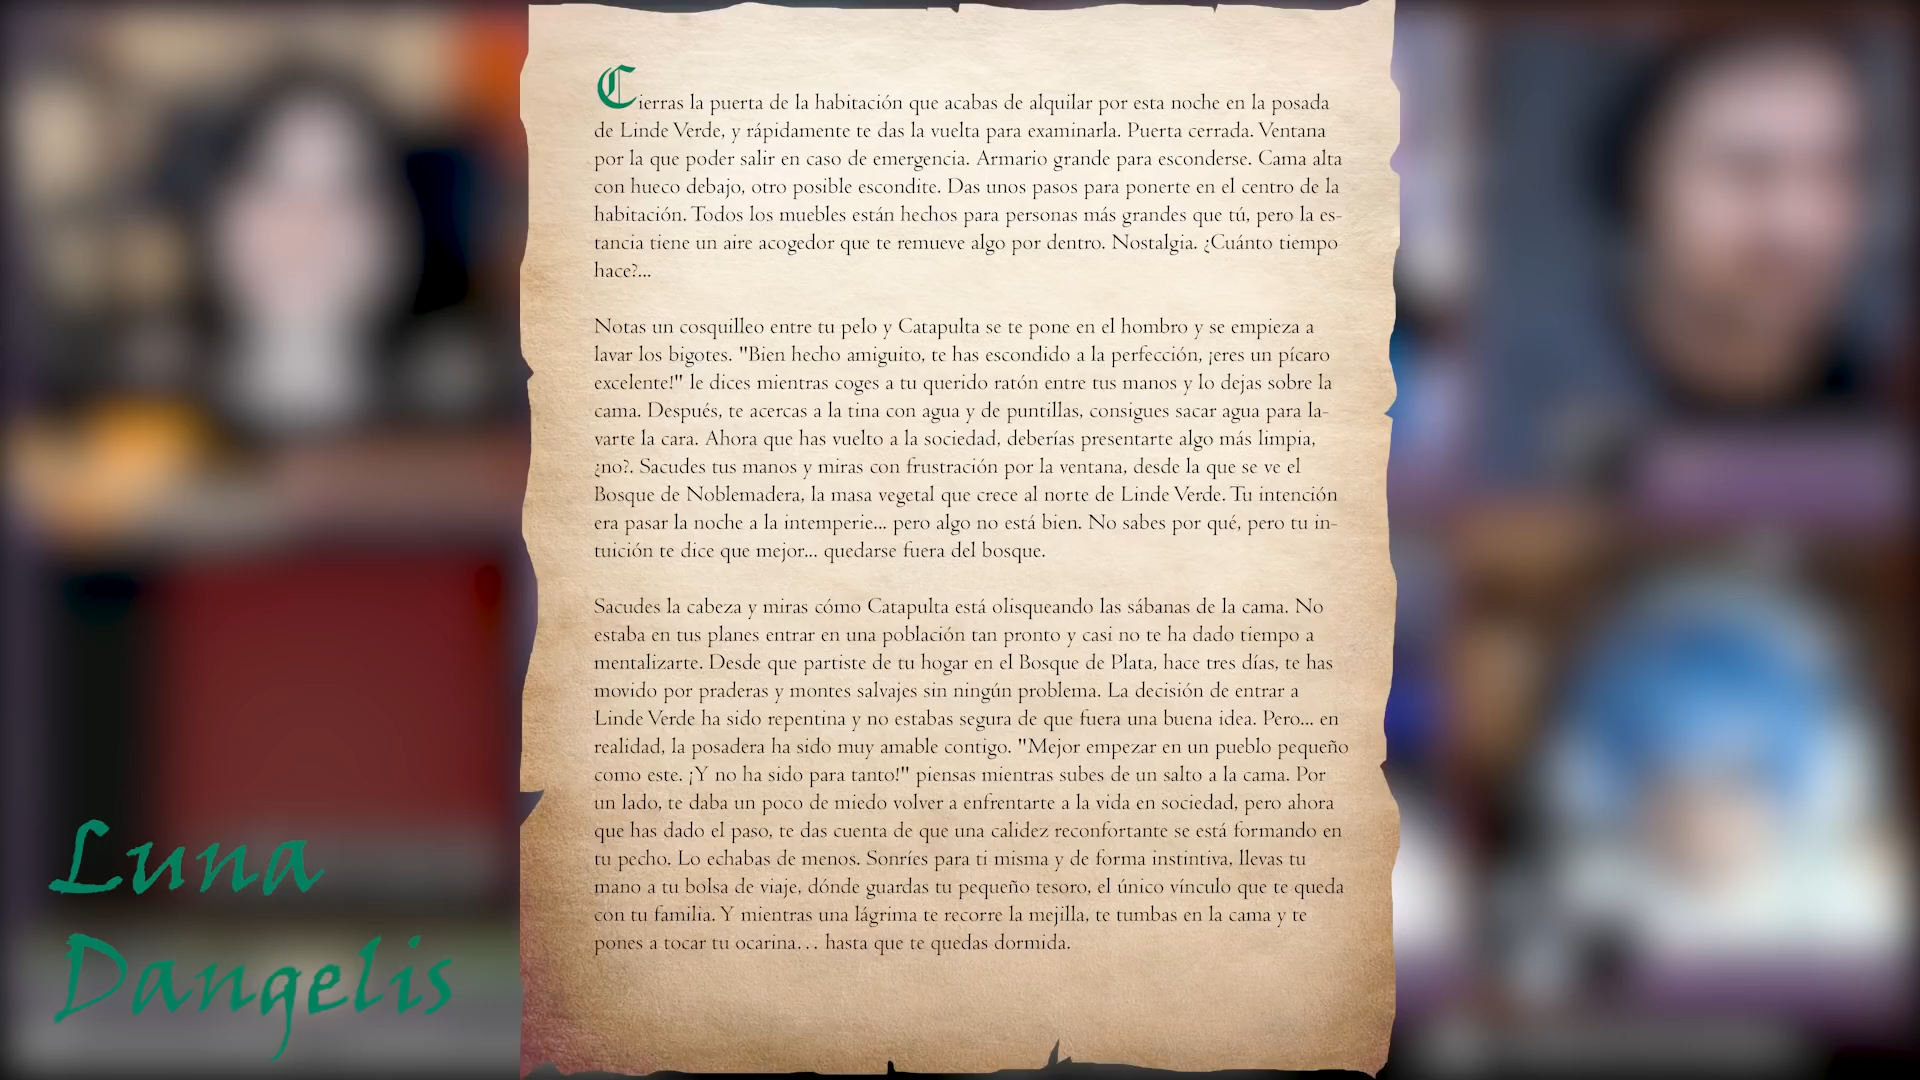 Cierras la puerta de la habitación que acabas de alquilar por esta noche en la posada
de Linde Verde, y rápidamente te das la vuelta para examinarla. Puerta cerrada. Ventana
por la que poder salir en caso de emergencia. Armario grande para esconderse. Cama alta
con hueco debajo, otro posible escondite. Das unos pasos para ponerte en el centro de la
habitación. Todos los muebles están hechos para personas más grandes que tú, pero la es-
tancia tiene un aire acogedor que te remueve algo por dentro. Nostalgia. ¿Cuánto tiempo
hace?...
Notas un cosquilleo entre tu pelo y Catapulta se te pone en el hombro y se empieza a
lavar los bigotes. "Bien hecho amiguito, te has escondido a la perfección, ¡eres un pícaro
excelente!" le dices mientras coges a tu querido ratón entre tus manos y lo dejas sobre la
cama. Después, te acercas a la tina con agua y de puntillas, consigues sacar agua para la-
varte la cara. Ahora que has vuelto a la sociedad, deberías presentarte algo más limpia,
¿no?. Sacudes tus manos y miras con frustración por la ventana, desde la que se ve el
Bosque de Noblemadera, la masa vegetal que crece al norte de Linde Verde. Tu intención
era pasar la noche a la intemperie... pero algo no está bien. No sabes por qué, pero tu in-
tuición te dice que mejor... quedarse fuera del bosque.
Sacudes la cabeza y miras cómo Catapulta está olisqueando las sábanas de la cama. No
estaba en tus planes entrar en una población tan pronto y casi no te ha dado tiempo a
mentalizarte. Desde que partiste de tu hogar en el Bosque de Plata, hace tres días, te has
movido por praderas y montes salvajes sin ningún problema. La decisión de entrar a
Linde Verde ha sido repentina y no estabas segura de que fuera una buena idea. Pero... en
realidad, la posadera ha sido muy amable contigo. "Mejor empezar en un pueblo pequeño
como este. ¡Y no ha sido para tanto!" piensas mientras subes de un salto a la cama. Por
un lado, te daba un poco de miedo volver a enfrentarte a la vida en sociedad, pero ahora
que has dado el paso, te das cuenta de que una calidez reconfortante se está formando en
tu pecho. Lo echabas de menos. Sonríes para ti misma y de forma instintiva, llevas tu
mano a tu bolsa de viaje, dónde guardas tu pequeño tesoro, el único vínculo que te queda
con tu familia. Y mientras una lágrima te recorre la mejilla, te tumbas en la cama y te
pones a tocar tu ocarina... hasta que te quedas dormida.
Luna
Dangelis